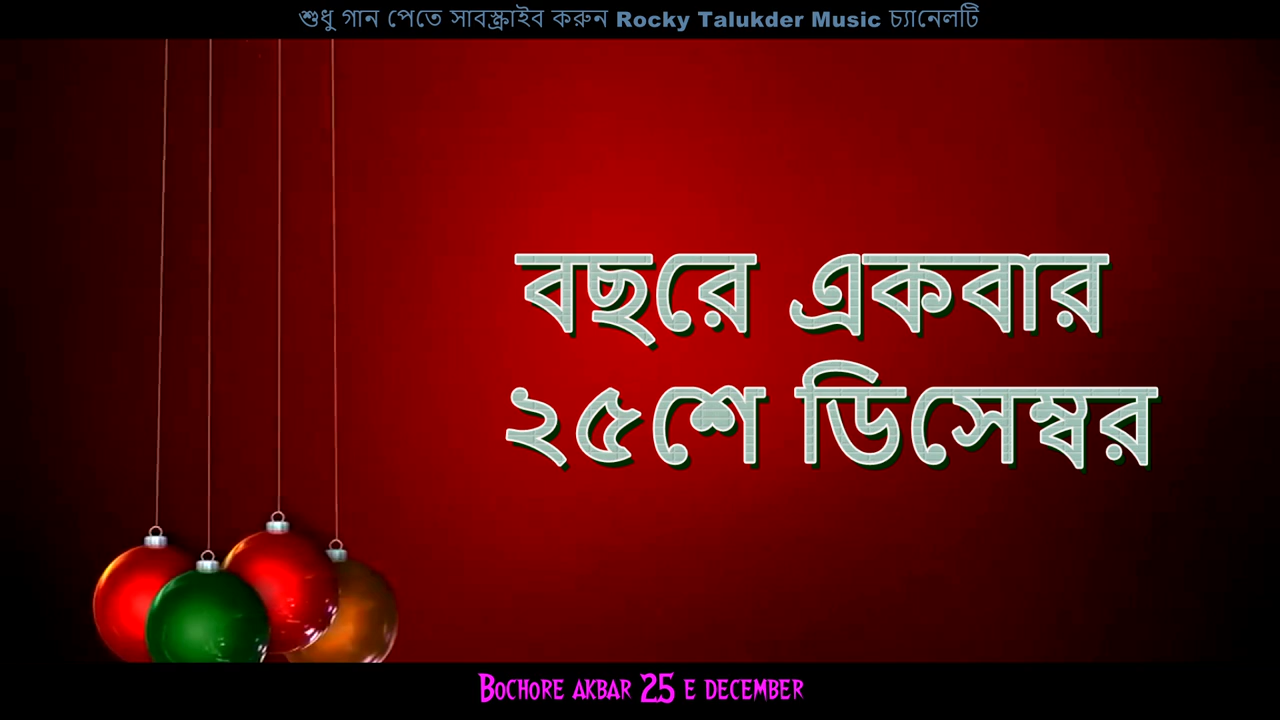 শুধু গান পেতে সাবস্ক্রাইব করুন Rocky Talukder Music চ্যানেলটি
বছরে একবার
২৫শে ডিসেম্বর
Bochore akbar 25 e december